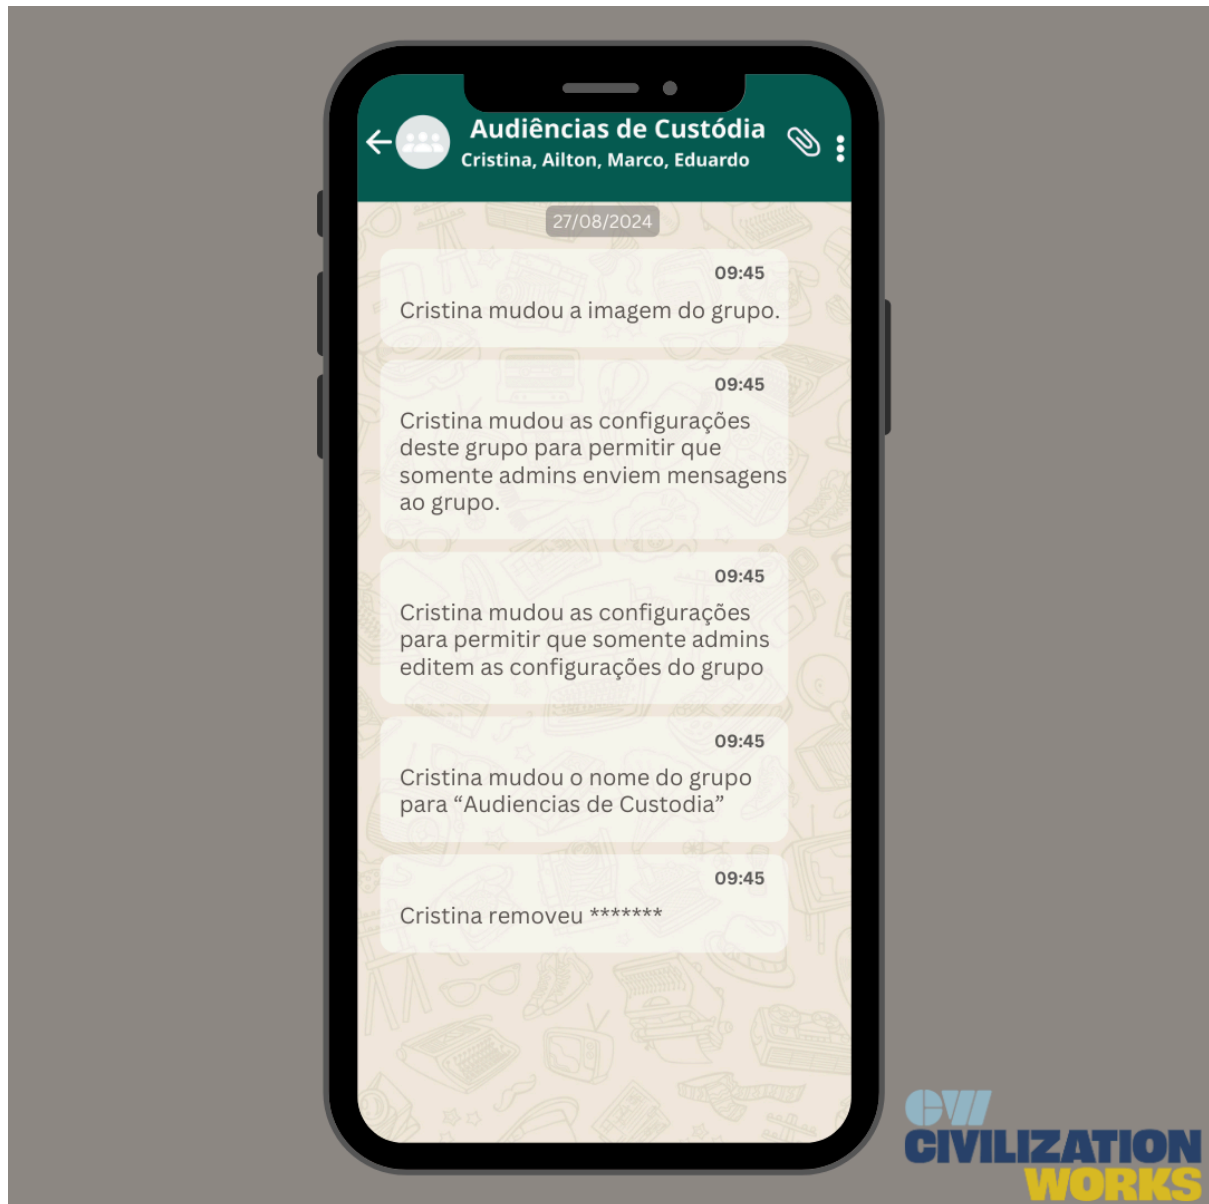 Audiências de Custódia
Cristina, Ailton, Marco, Eduardo
27/08/2024
09:45
Cristina mudou a imagem do grupo.
09:45
Cristina mudou as configurações
deste grupo para permitir que
somente admins enviem mensagens
ao grupo.
09:45
Cristina mudou as configurações
para permitir que somente admins
editem as configurações do grupo
09:45
Cristina mudou o nome do grupo
para “Audiencias de Custodia”
09:45
Cristina removeu *******
CW
CIVILIZATION
WORKS